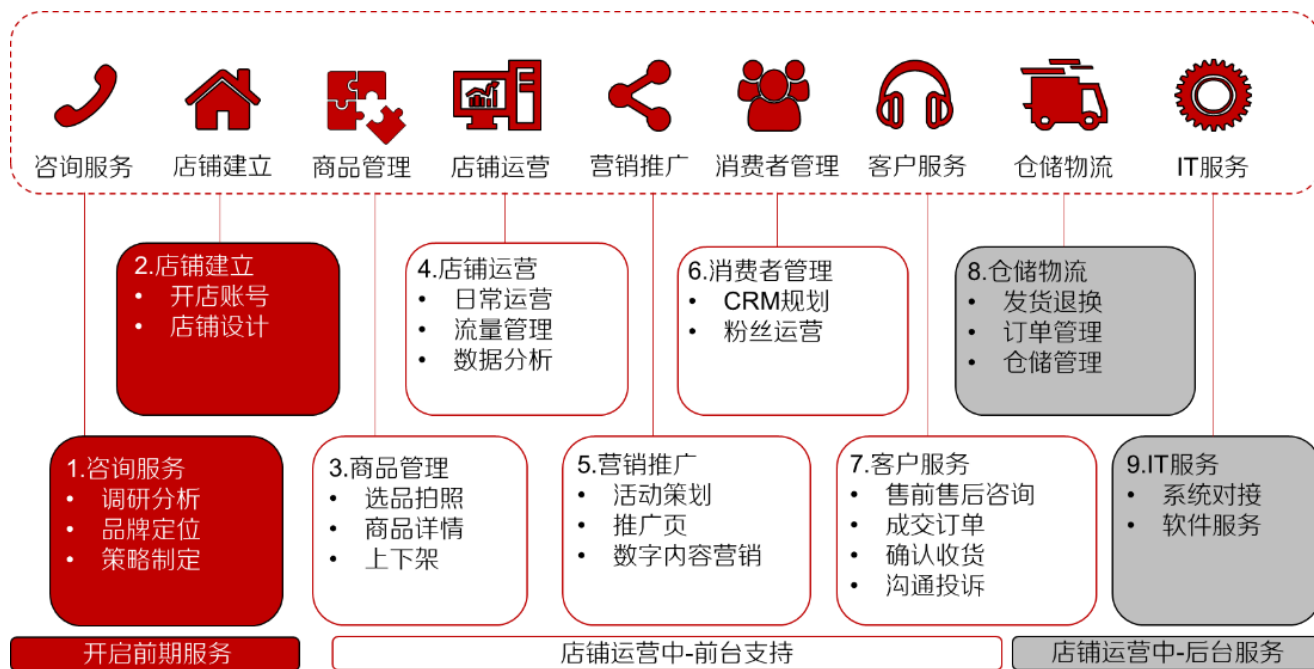 咨询服务
店铺建立
商品管理
店铺运营
营销推广
消费者管理
客户服务
仓储物流
IT服务
2.店铺建立
• 开店账号
• 店铺设计
4.店铺运营
• 日常运营
• 流量管理
• 数据分析
6.消费者管理
• CRM规划
• 粉丝运营
8.仓储物流
• 发货退换
• 订单管理
• 仓储管理
1.咨询服务
• 调研分析
• 品牌定位
• 策略制定
3.商品管理
• 选品拍照
• 商品详情
• 上下架
5.营销推广
• 活动策划
• 推广页
• 数字内容营销
7.客户服务
• 售前售后咨询
• 成交订单
• 确认收货
• 沟通投诉
9.IT服务
• 系统对接
• 软件服务
开启前期服务
店铺运营中-前台支持
店铺运营中-后台服务